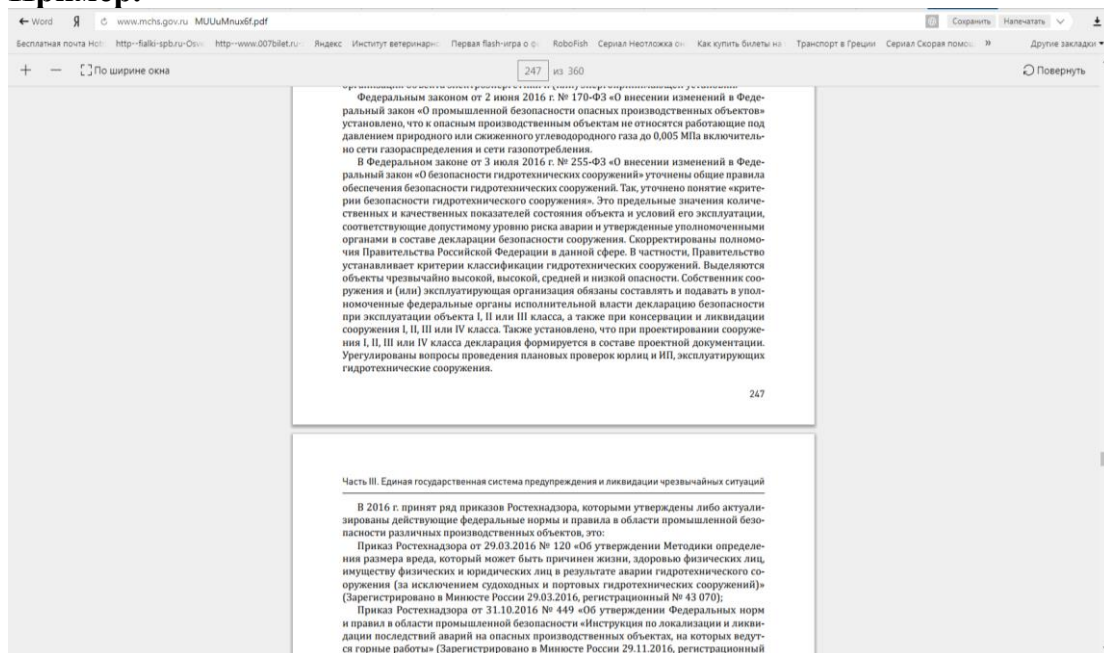 Пример:
← Word Я www.mchs.gov.ru MUUuMnux6f.pdf Сохранить Напечатать
Бесплатная почта Hot http--fialki-spb.ru-Osv http--www.007bilet.ru- Яндекс Институт ветеринарн Первая flash-игра о RoboFish Сериал Неотложка он Как купить билеты на Транспорт в Греции Сериал Скорая помощ » Другие закладки
+ — По ширине окна 247 из 360 Повернуть
Федеральным законом от 2 июня 2016 г. № 170-ФЗ «О внесении изменений в Феде-
ральный закон «О промышленной безопасности опасных производственных объектов»
установлено, что к опасным производственным объектам не относятся работающие под
давлением природного или сжиженного углеводородного газа до 0,005 МПа включитель-
но сети газораспределения и сети газопотребления.
В Федеральном законе от 3 июля 2016 г. № 255-ФЗ «О внесении изменений в Феде-
ральный закон «О безопасности гидротехнических сооружений» уточнены общие правила
обеспечения безопасности гидротехнических сооружений. Так, уточнено понятие «крите-
рии безопасности гидротехнического сооружения». Это предельные значения количе-
ственных и качественных показателей состояния объекта и условий его эксплуатации,
соответствующие допустимому уровню риска аварии и утвержденные уполномоченными
органами в составе декларации безопасности сооружения. Скорректированы полномо-
чия Правительства Российской Федерации в данной сфере. В частности, Правительство
устанавливает критерии классификации гидротехнических сооружений. Выделяются
объекты чрезвычайно высокой, высокой, средней и низкой опасности. Собственник соо-
ружения и (или) эксплуатирующая организация обязаны составлять и подавать в упол-
номоченные федеральные органы исполнительной власти декларацию безопасности
при эксплуатации объекта I, II или III класса, а также при консервации и ликвидации
сооружения I, II, III или IV класса. Также установлено, что при проектировании сооруже-
ния I, II, III или IV класса декларация формируется в составе проектной документации.
Урегулированы вопросы проведения плановых проверок юрлиц и ИП, эксплуатирующих
гидротехнические сооружения.
247
Часть III. Единая государственная система предупреждения и ликвидации чрезвычайных ситуаций
В 2016 г. принят ряд приказов Ростехнадзора, которыми утверждены либо актуали-
зированы действующие федеральные нормы и правила в области промышленной безо-
пасности различных производственных объектов, это:
Приказ Ростехнадзора от 29.03.2016 № 120 «Об утверждении Методики определе-
ния размера вреда, который может быть причинен жизни, здоровью физических лиц,
имуществу физических и юридических лиц в результате аварии гидротехнического со-
оружения (за исключением судоходных и портовых гидротехнических сооружений)»
(Зарегистрировано в Минюсте России 29.03.2016, регистрационный № 43 070);
Приказ Ростехнадзора от 31.10.2016 № 449 «Об утверждении Федеральных норм
и правил в области промышленной безопасности «Инструкция по локализации и ликви-
дации последствий аварий на опасных производственных объектах, на которых ведут-
ся горные работы» (Зарегистрировано в Минюсте России 29.11.2016, регистрационный